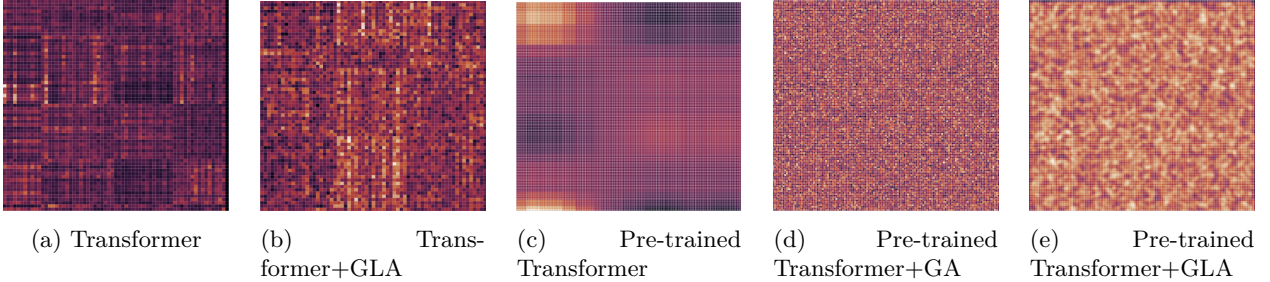 (a) Transformer
(b) Trans-
former+GLA
(c) Pre-trained
Transformer
(d) Pre-trained
Transformer+GA
(e) Pre-trained
Transformer+GLA